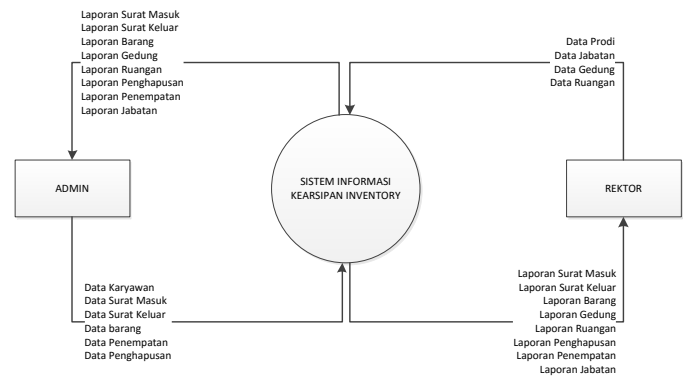 Laporan Surat Masuk
Laporan Surat Keluar
Laporan Barang
Laporan Gedung
Laporan Ruangan
Laporan Penghapusan
Laporan Penempatan
Laporan Jabatan
Data Prodi
Data Jabatan
Data Gedung
Data Ruangan
ADMIN
SISTEM INFORMASI
KEARSIPAN INVENTORY
REKTOR
Data Karyawan
Data Surat Masuk
Data Surat Keluar
Data barang
Data Penempatan
Data Penghapusan
Laporan Surat Masuk
Laporan Surat Keluar
Laporan Barang
Laporan Gedung
Laporan Ruangan
Laporan Penghapusan
Laporan Penempatan
Laporan Jabatan